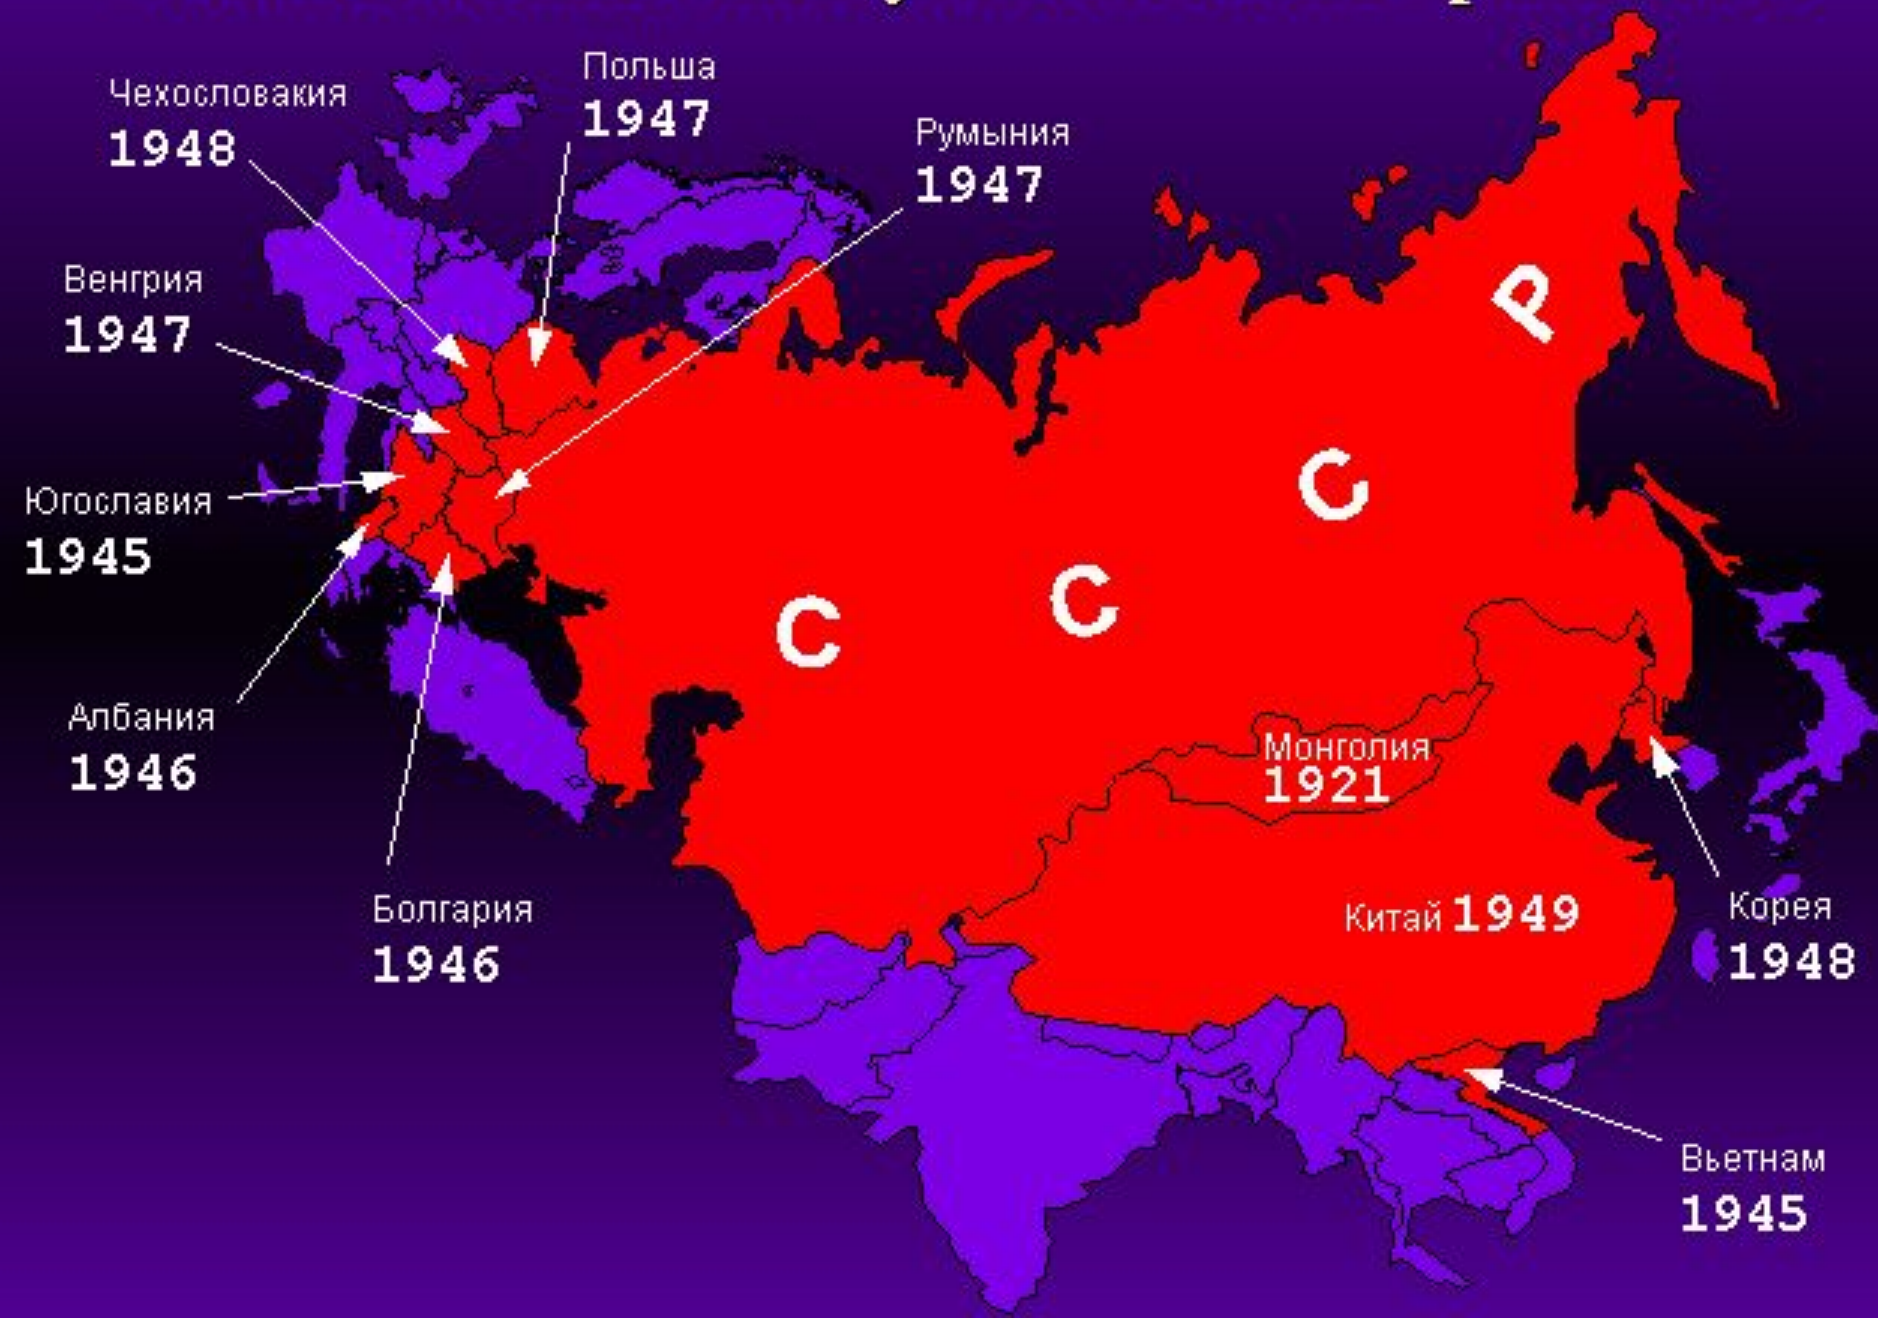 Чехословакия
1948
Польша
1947
Румыния
1947
Венгрия
1947
Югославия
1945
Албания
1946
Болгария
1946
С С С Р
Монголия
1921
Китай 1949
Корея
1948
Вьетнам
1945